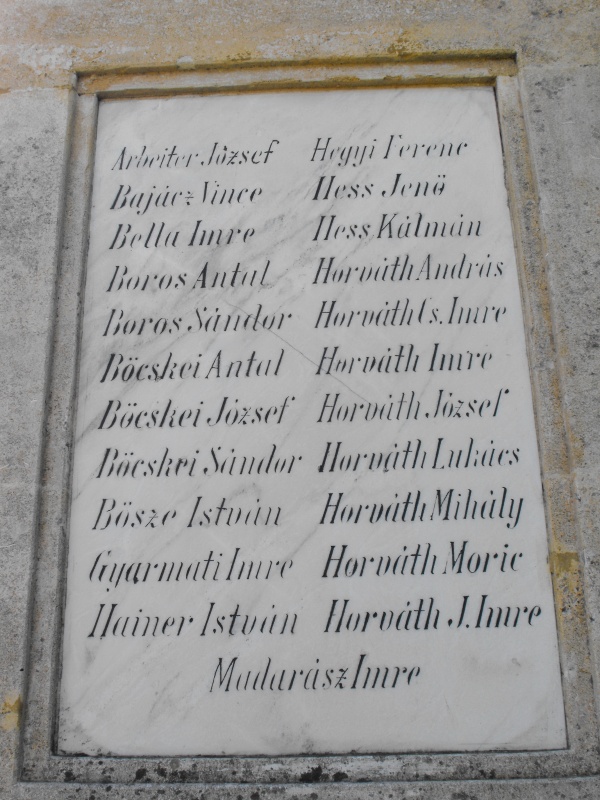 Arbeiter József
Bajácz Vince
Bella Imre
Boros Antal
Boros Sándor
Böcskei Antal
Böcskei József
Böcskei Sándor
Bösze István
Gyarmati Imre
Hainer István
Hegyi Ferenc
Hess Jenő
Hess Kálmán
Horváth András
Horváth Cs. Imre
Horváth Imre
Horváth József
Horváth Lukács
Horváth Mihály
Horváth Moric
Horváth J. Imre
Madarász Imre